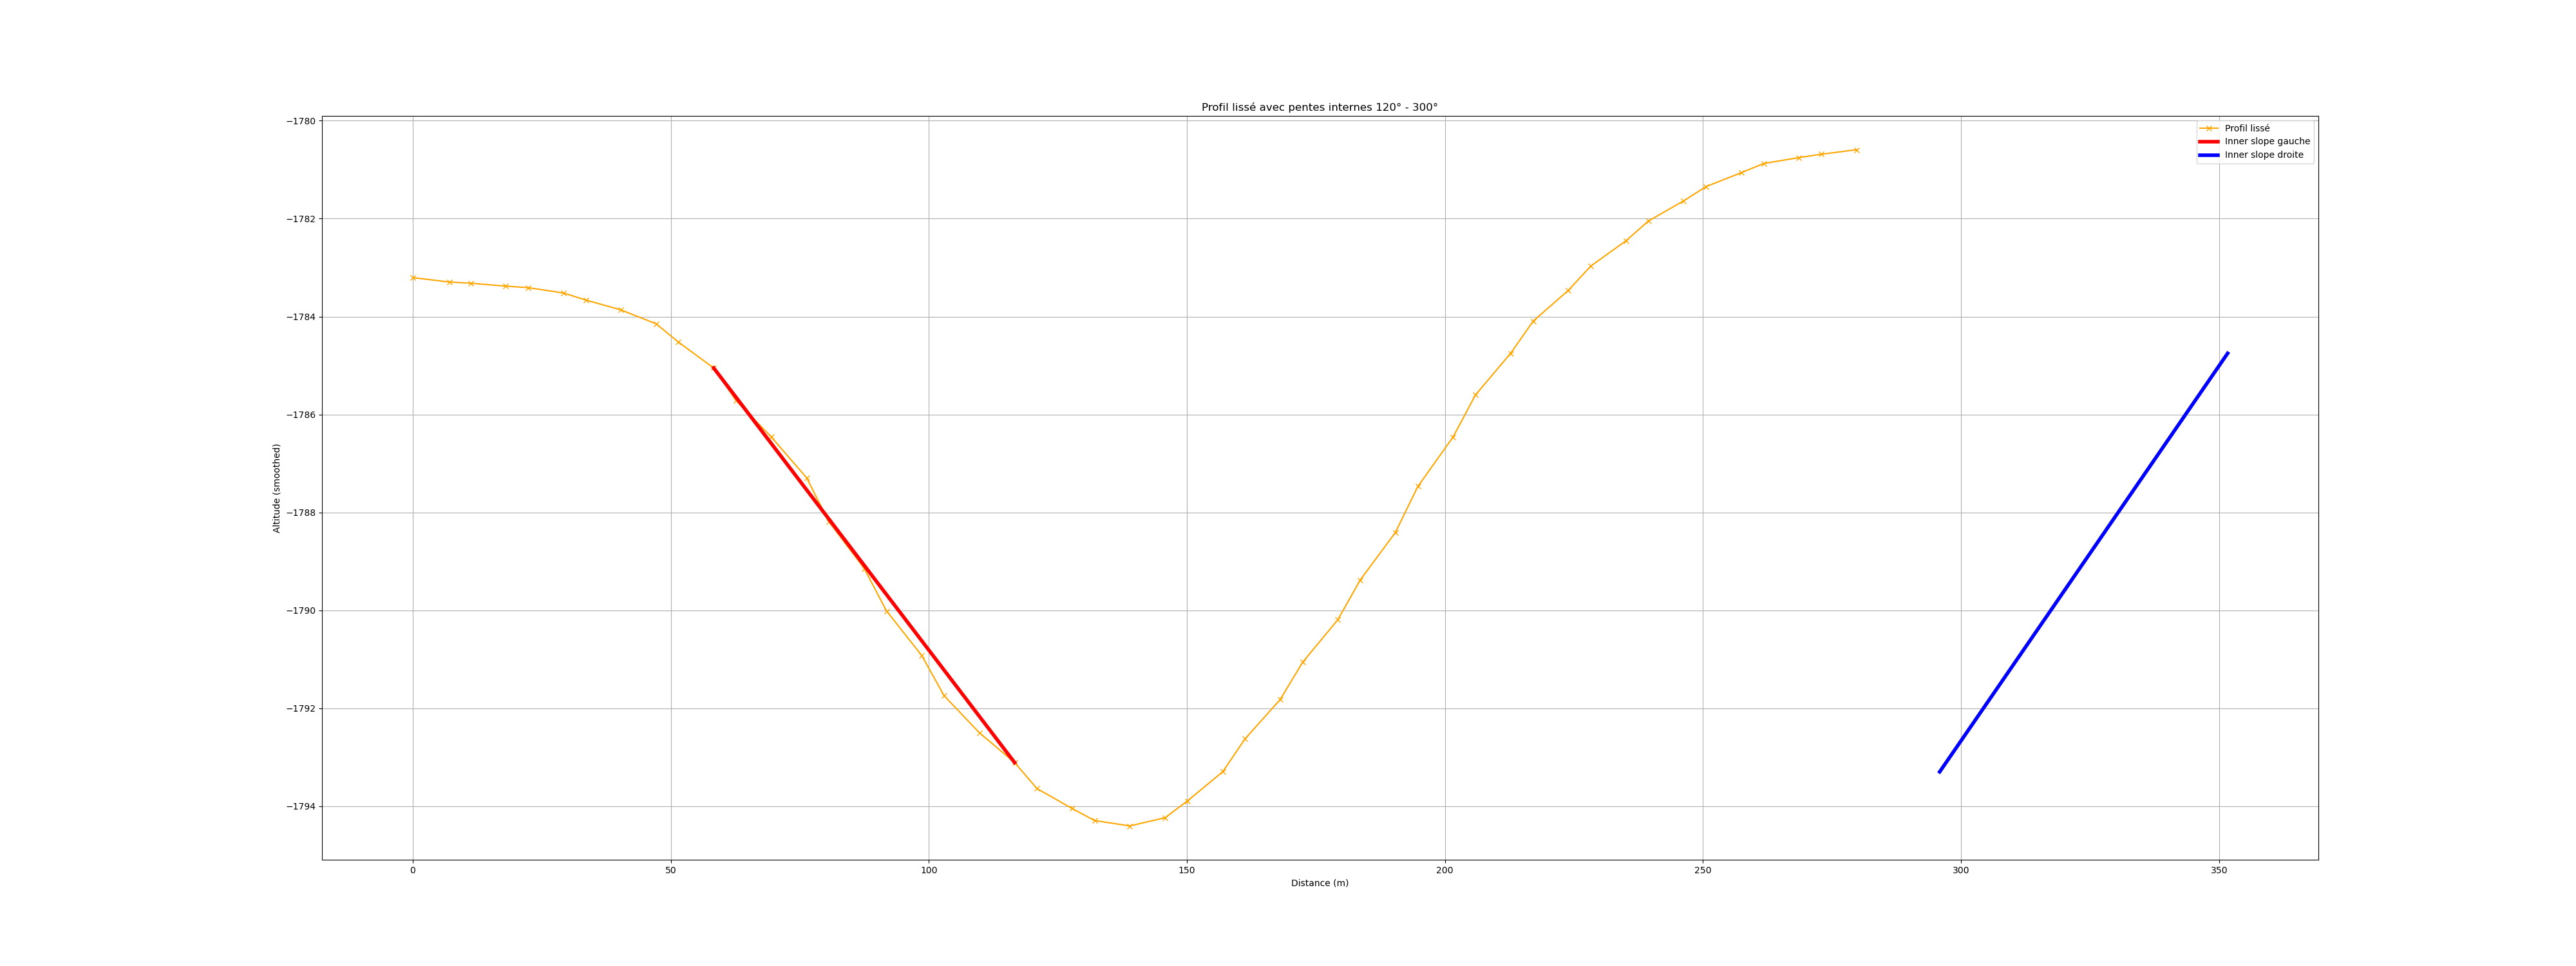 Profil lissé avec pentes internes 120° - 300°
−1780
−1782
−1784
−1786
−1788
−1790
−1792
−1794
Altitude (smoothed)
Profil lissé
Inner slope gauche
Inner slope droite
0 50 100 150 200 250 300 350
Distance (m)